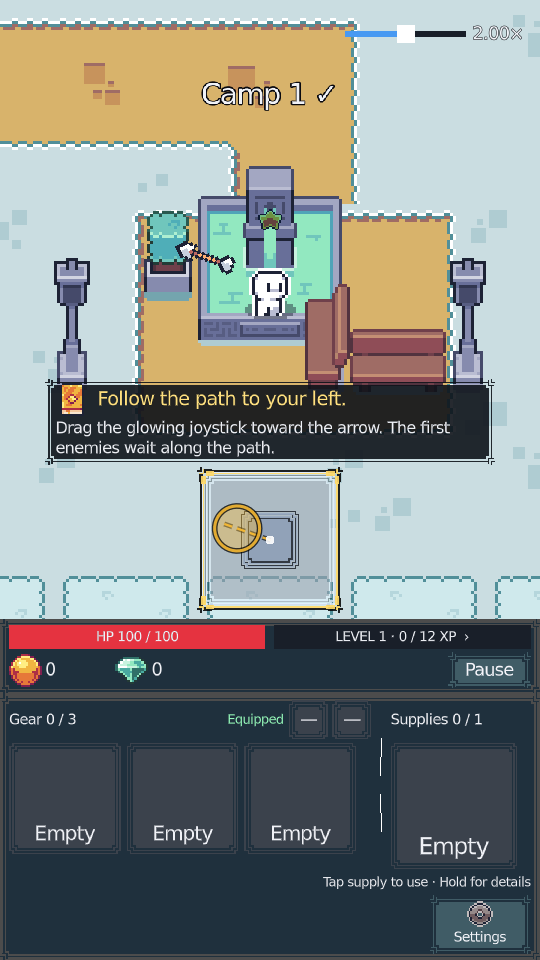 2.00×
Camp 1 ✓
Follow the path to your left.
Drag the glowing joystick toward the arrow. The first
enemies wait along the path.
HP 100 / 100
LEVEL 1 · 0 / 12 XP ›
0
0
Pause
Gear 0 / 3
Equipped
—
—
Supplies 0 / 1
Empty
Empty
Empty
Empty
Tap supply to use · Hold for details
Settings